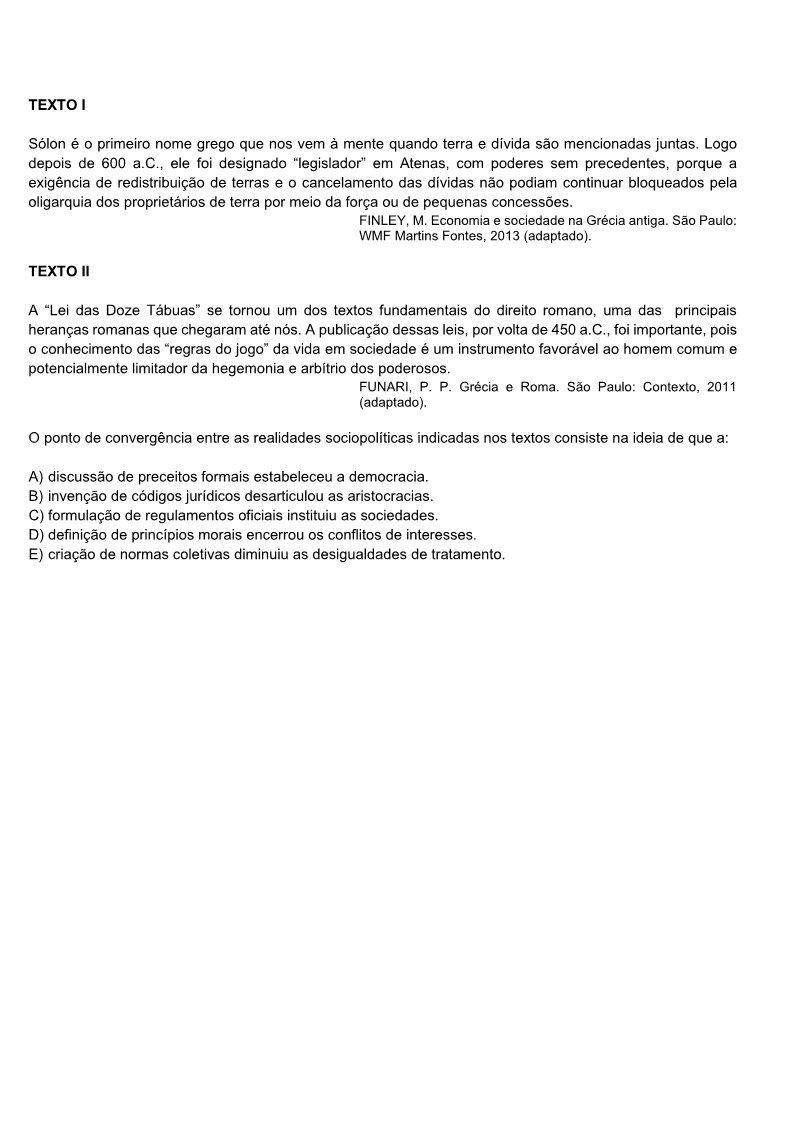 TEXTO I
Sólon é o primeiro nome grego que nos vem à mente quando terra e dívida são mencionadas juntas. Logo
depois de 600 a.C., ele foi designado “legislador” em Atenas, com poderes sem precedentes, porque a
exigência de redistribuição de terras e o cancelamento das dívidas não podiam continuar bloqueados pela
oligarquia dos proprietários de terra por meio da força ou de pequenas concessões.
FINLEY, M. Economia e sociedade na Grécia antiga. São Paulo:
WMF Martins Fontes, 2013 (adaptado).
TEXTO II
A “Lei das Doze Tábuas” se tornou um dos textos fundamentais do direito romano, uma das principais
heranças romanas que chegaram até nós. A publicação dessas leis, por volta de 450 a.C., foi importante, pois
o conhecimento das “regras do jogo” da vida em sociedade é um instrumento favorável ao homem comum e
potencialmente limitador da hegemonia e arbítrio dos poderosos.
FUNARI, P. P. Grécia e Roma. São Paulo: Contexto, 2011
(adaptado).
O ponto de convergência entre as realidades sociopolíticas indicadas nos textos consiste na ideia de que a:
A) discussão de preceitos formais estabeleceu a democracia.
B) invenção de códigos jurídicos desarticulou as aristocracias.
C) formulação de regulamentos oficiais instituiu as sociedades.
D) definição de princípios morais encerrou os conflitos de interesses.
E) criação de normas coletivas diminuiu as desigualdades de tratamento.